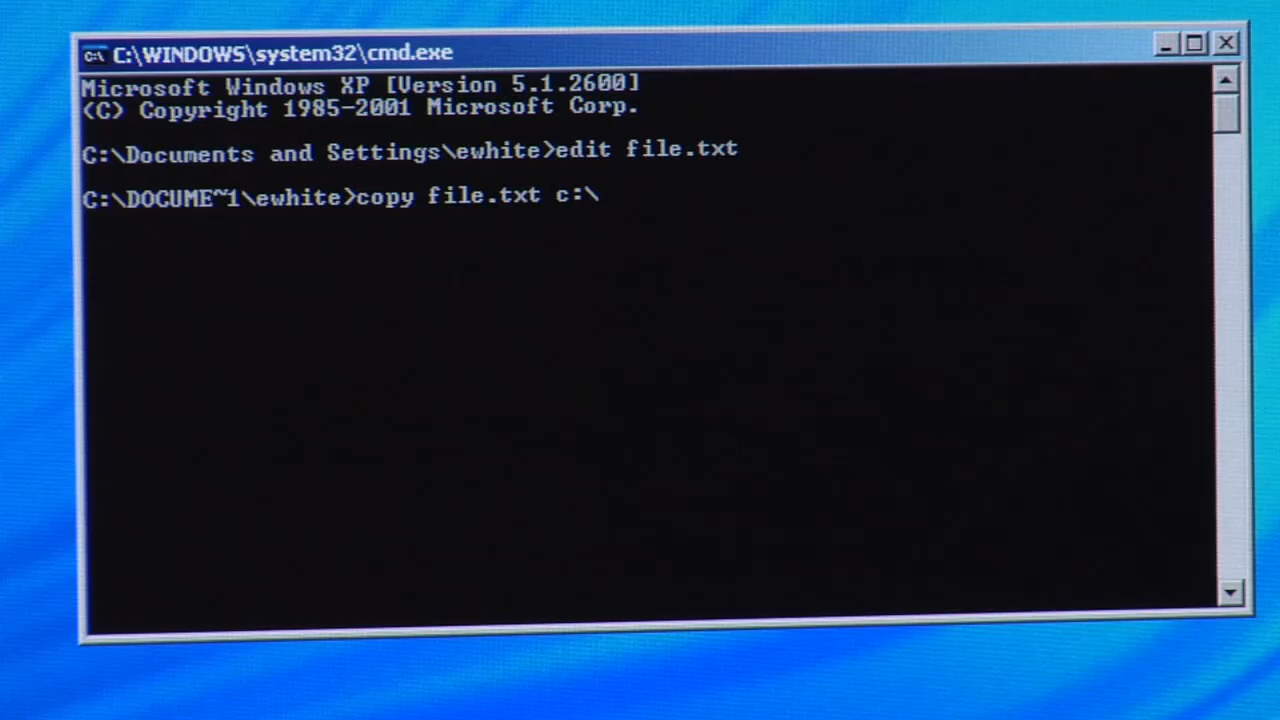 C:\WINDOWS\system32\cmd.exe
Microsoft Windows XP [Version 5.1.2600]
(C) Copyright 1985-2001 Microsoft Corp.
C:\Documents and Settings\ewhite>edit file.txt
C:\DOCUME~1\ewhite>copy file.txt c:\